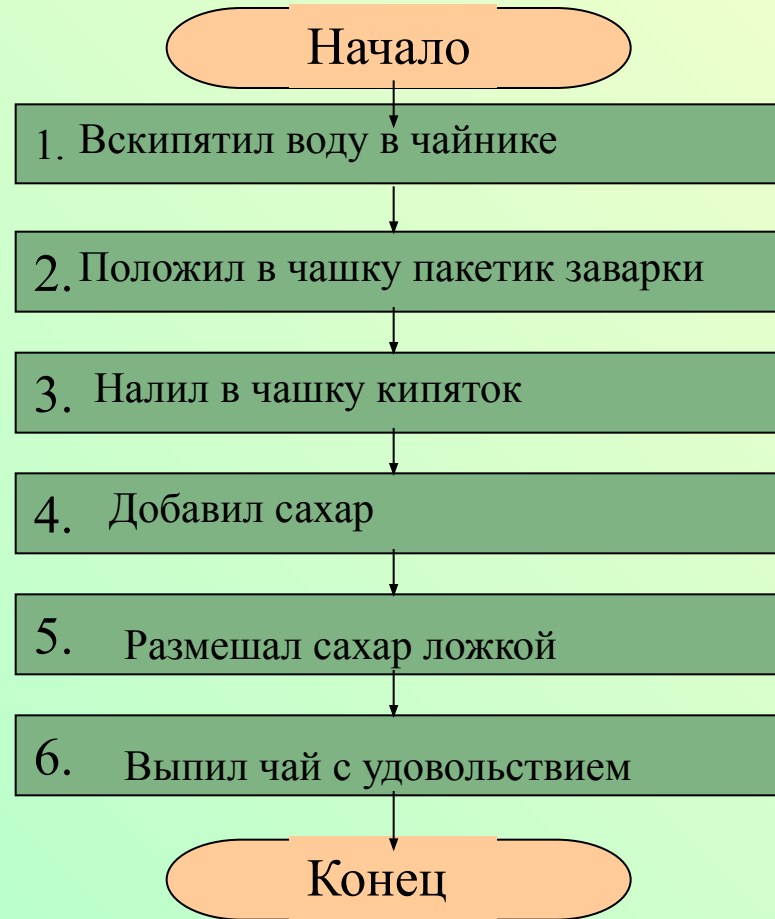 Начало
1. Вскипятил воду в чайнике
2. Положил в чашку пакетик заварки
3. Налил в чашку кипяток
4. Добавил сахар
5. Размешал сахар ложкой
6. Выпил чай с удовольствием
Конец